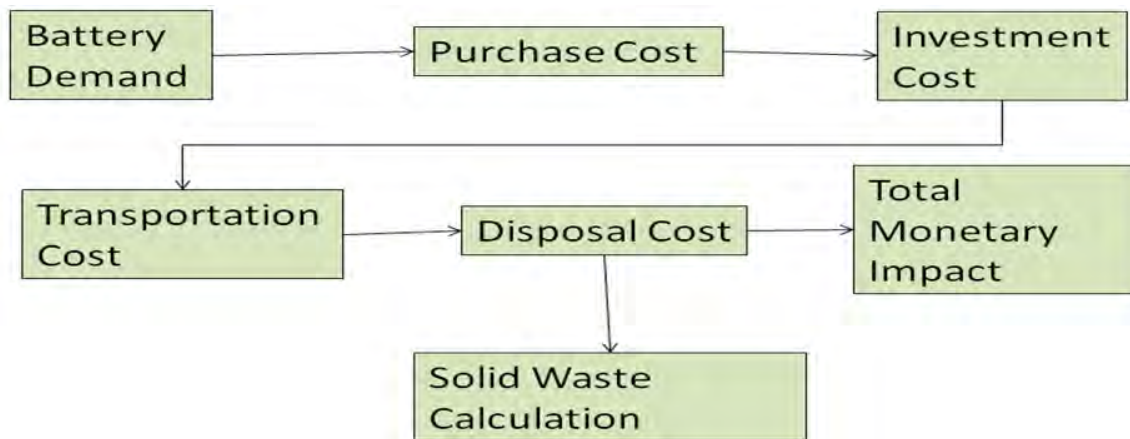 Battery
Demand
Purchase Cost
Investment
Cost
Transportation
Cost
Disposal Cost
Total
Monetary
Impact
Solid Waste
Calculation